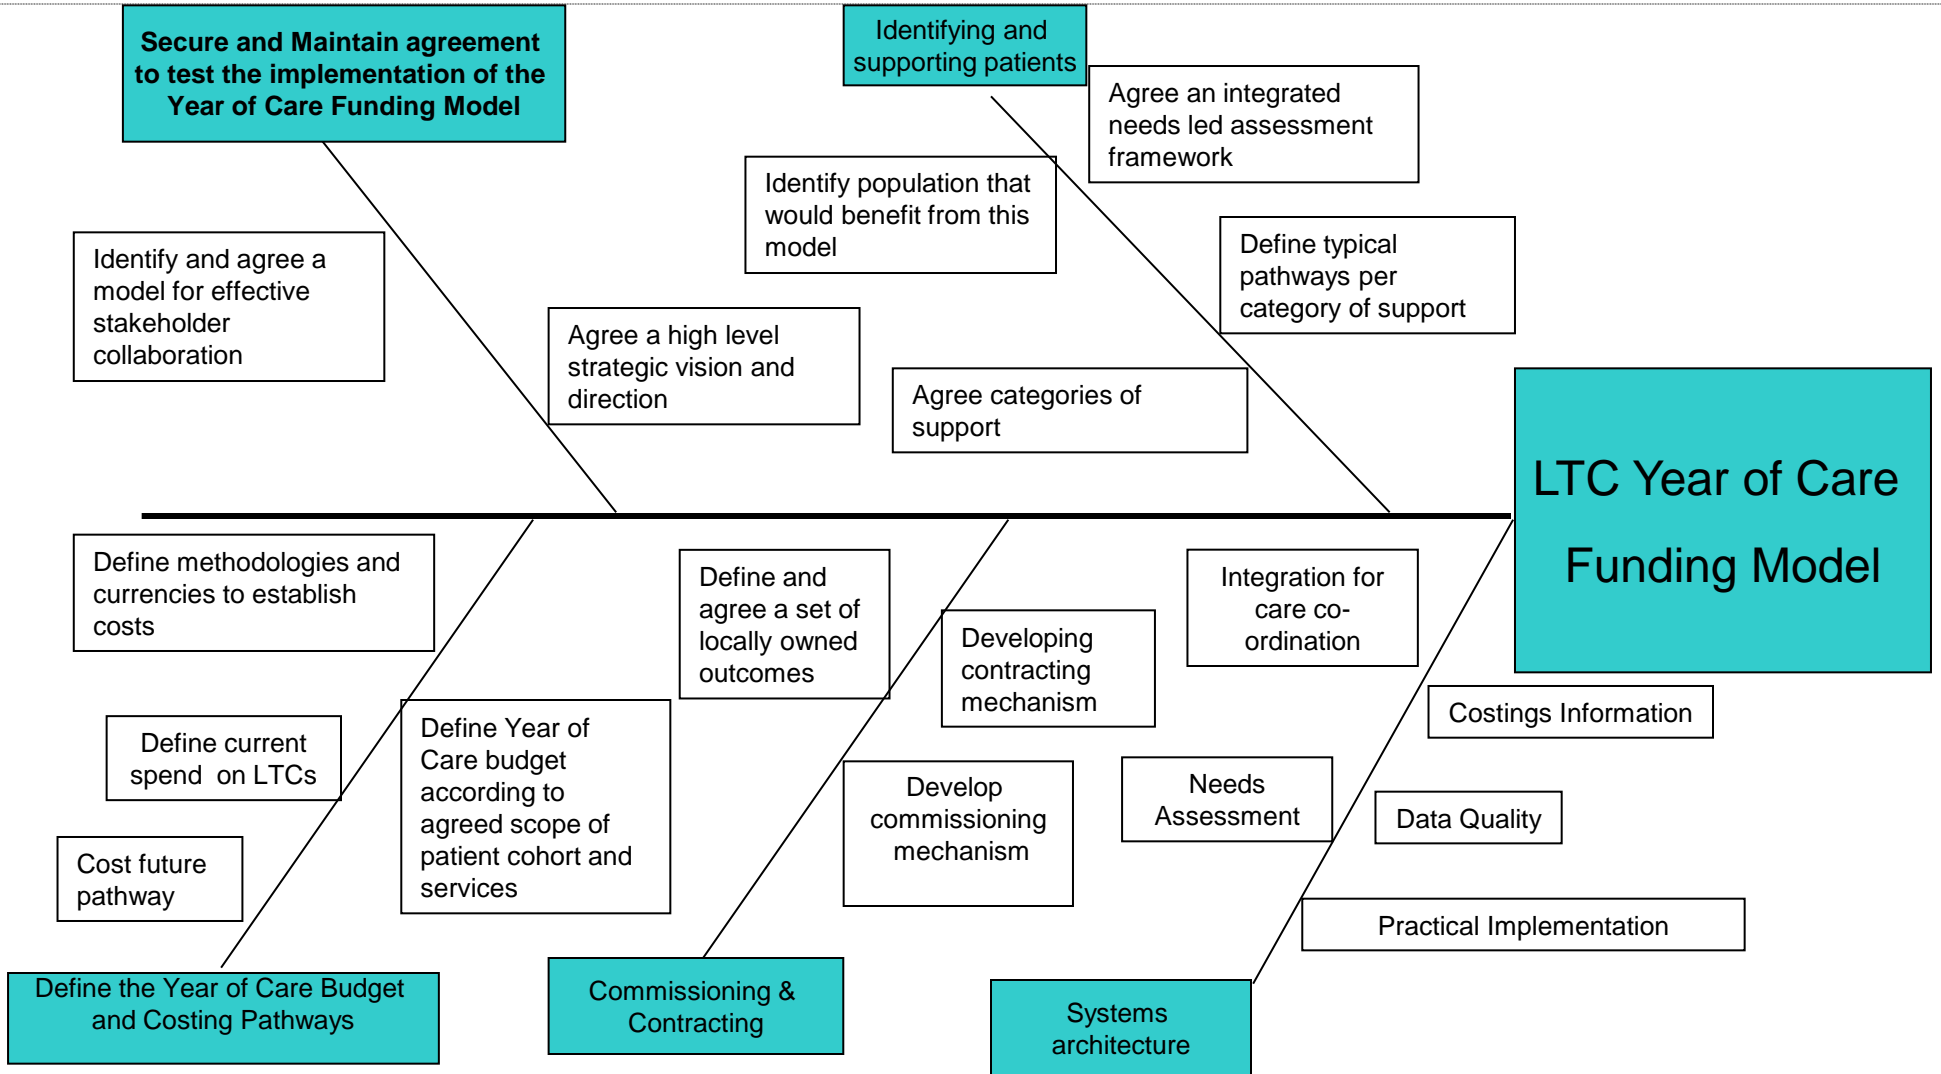 Secure and Maintain agreement
to test the implementation of the
Year of Care Funding Model
Identifying and
supporting patients
Agree an integrated
needs led assessment
framework
Identify population that
would benefit from this
model
Define typical
pathways per
category of support
Identify and agree a
model for effective
stakeholder
collaboration
Agree a high level
strategic vision and
direction
Agree categories of
support
LTC Year of Care
Funding Model
Define methodologies and
currencies to establish
costs
Define and
agree a set of
locally owned
outcomes
Integration for
care co-
ordination
Developing
contracting
mechanism
Costings Information
Define current
spend on LTCs
Define Year of
Care budget
according to
agreed scope of
patient cohort and
services
Develop
commissioning
mechanism
Needs
Assessment
Data Quality
Cost future
pathway
Practical Implementation
Define the Year of Care Budget
and Costing Pathways
Commissioning &
Contracting
Systems
architecture